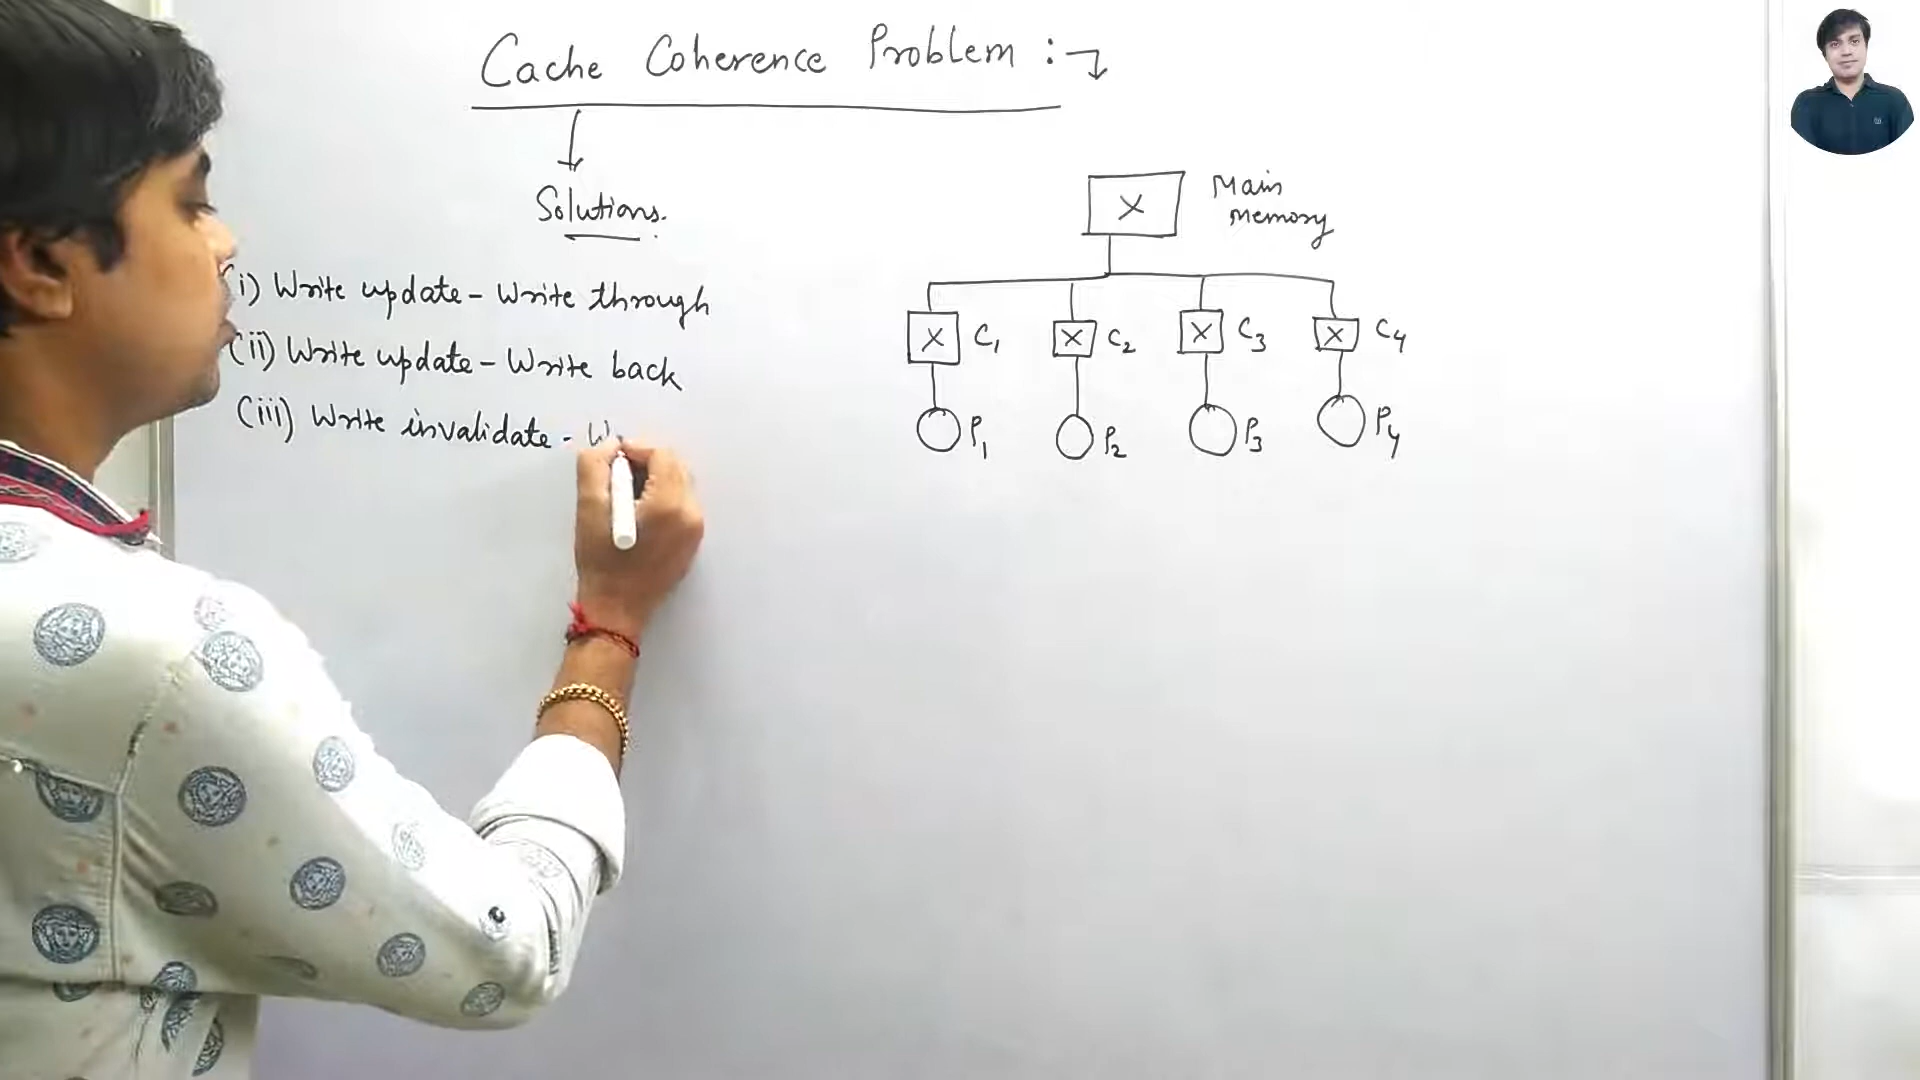 Cache Coherence Problem :→
Solutions.
(i) Write update - Write through
(ii) Write update - Write back
(iii) Write invalidate -
X
Main
memory
X C1 X C2 X C3 X C4
P1 P2 P3 P4